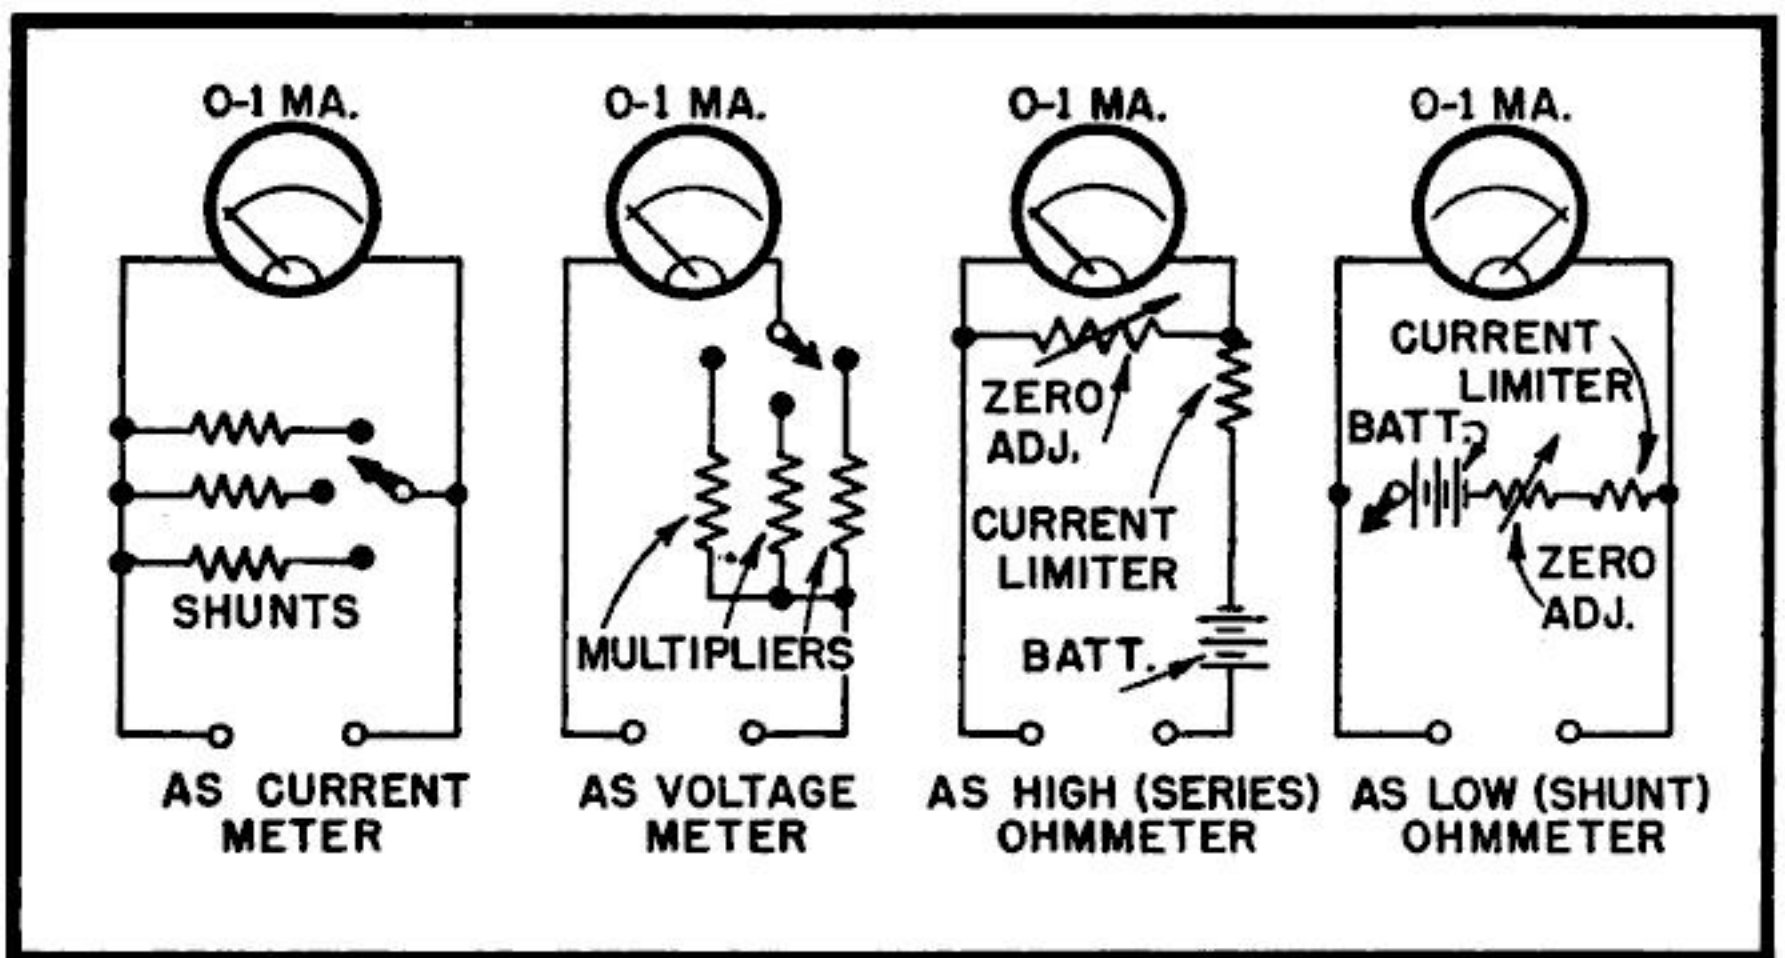 0-1 MA.
0-1 MA.
0-1 MA.
0-1 MA.
SHUNTS
MULTIPLIERS
ZERO
ADJ.
CURRENT
LIMITER
BATT.
CURRENT
LIMITER
BATT.
ZERO
ADJ.
AS CURRENT
METER
AS VOLTAGE
METER
AS HIGH (SERIES)
OHMMETER
AS LOW (SHUNT)
OHMMETER